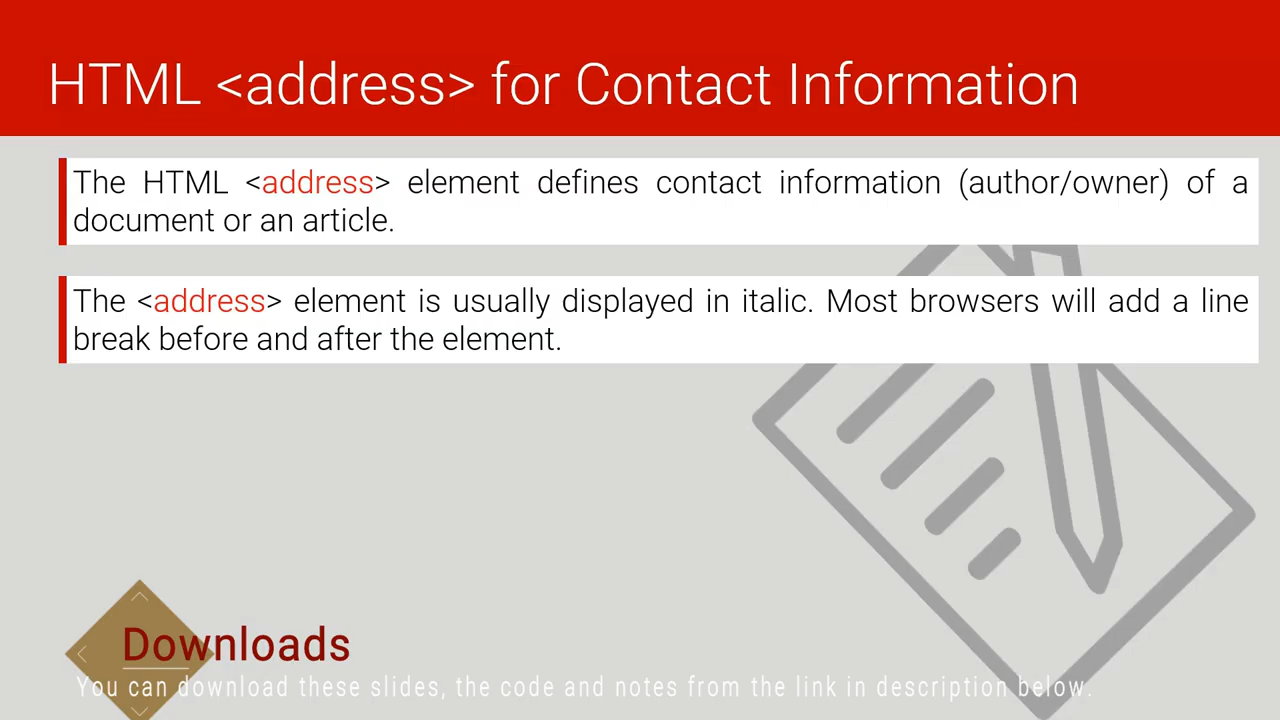 HTML <address> for Contact Information
The HTML <address> element defines contact information (author/owner) of a
document or an article.
The <address> element is usually displayed in italic. Most browsers will add a line
break before and after the element.
Downloads
You can download these slides, the code and notes from the link in description below.